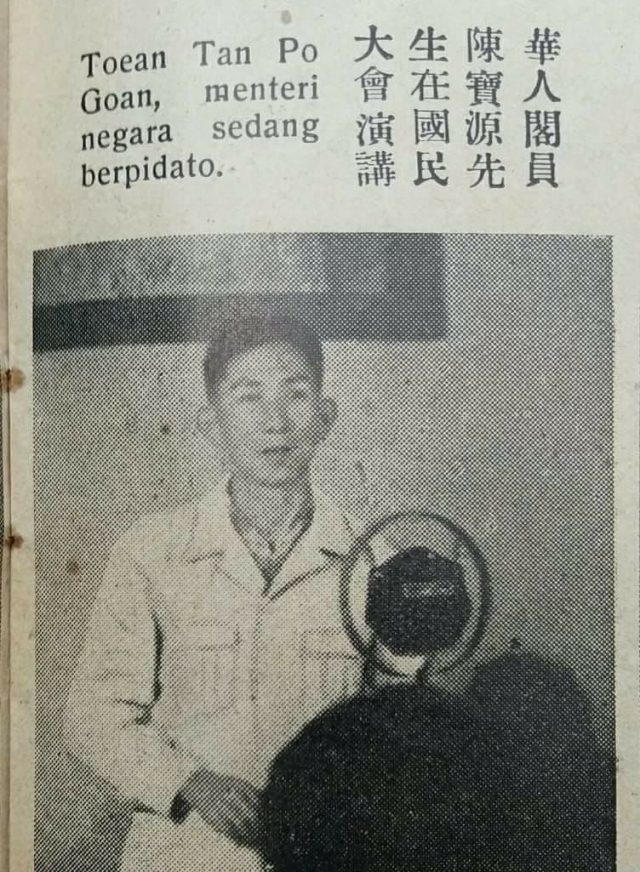 Toean Tan Po
Goan, menteri
negara sedang
berpidato.
華人閣員
陳寶源先
生在國民
大會演講